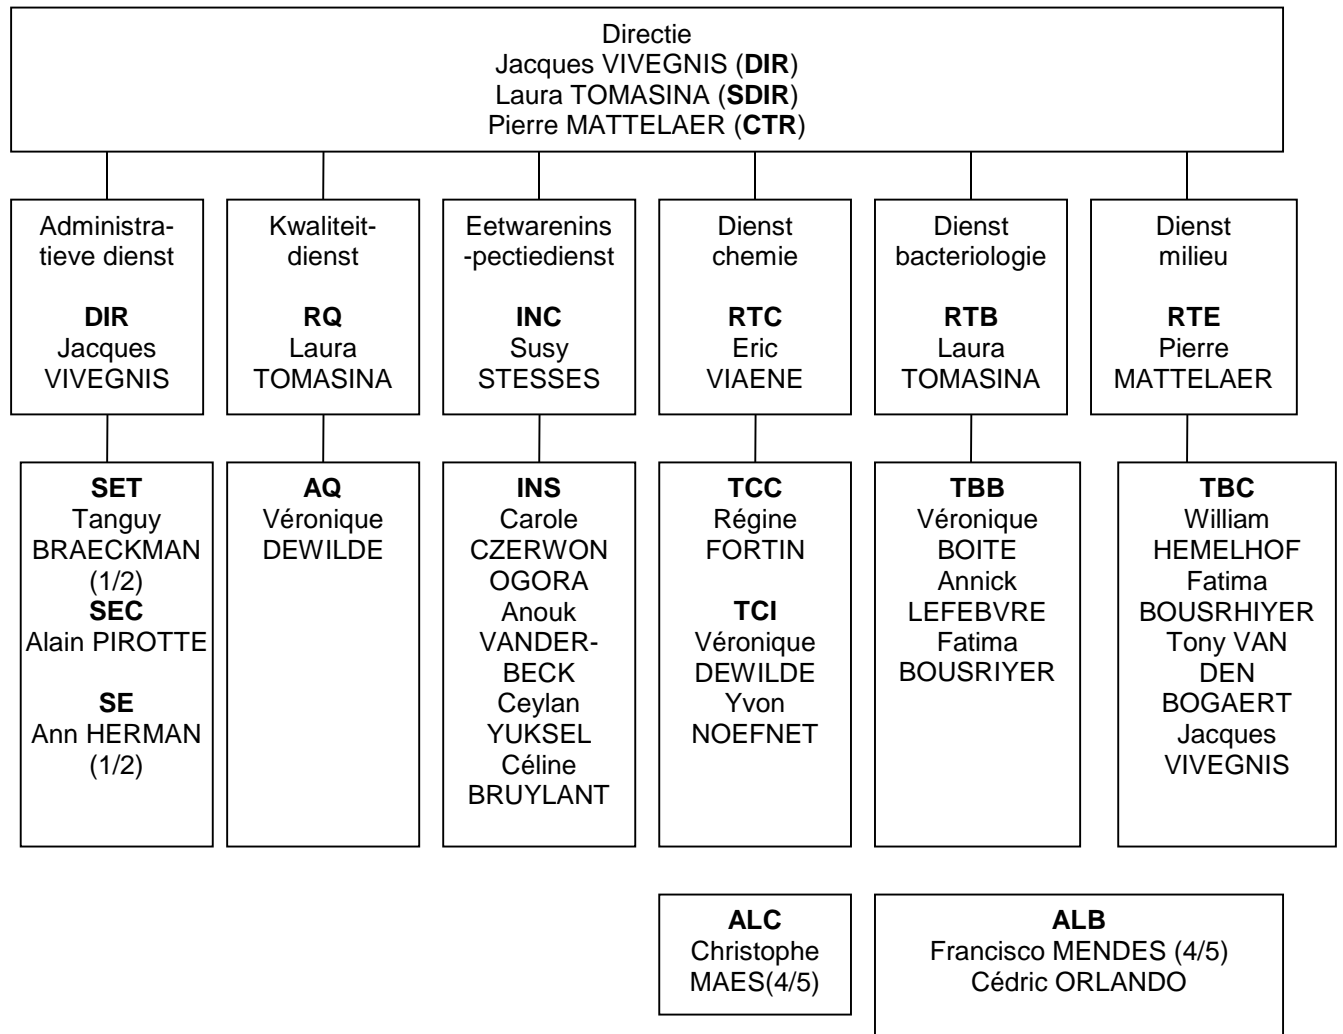 Directie
Jacques VIVEGNIS (DIR)
Laura TOMASINA (SDIR)
Pierre MATTELAER (CTR)
Administra-
tieve dienst
DIR
Jacques
VIVEGNIS
Kwaliteit-
dienst
RQ
Laura
TOMASINA
Eetwarenins
-pectiedienst
INC
Susy
STESSES
Dienst
chemie
RTC
Eric
VIAENE
Dienst
bacteriologie
RTB
Laura
TOMASINA
Dienst
milieu
RTE
Pierre
MATTELAER
SET
Tanguy
BRAECKMAN
(1/2)
SEC
Alain PIROTTE
SE
Ann HERMAN
(1/2)
AQ
Véronique
DEWILDE
INS
Carole
CZERWON
OGORA
Anouk
VANDER-
BECK
Ceylan
YUKSEL
Céline
BRUYLANT
TCC
Régine
FORTIN
TCI
Véronique
DEWILDE
Yvon
NOEFNET
TBB
Véronique
BOITE
Annick
LEFEBVRE
Fatima
BOUSRIYER
TBC
William
HEMELHOF
Fatima
BOUSRHIYER
Tony VAN
DEN
BOGAERT
Jacques
VIVEGNIS
ALC
Christophe
MAES(4/5)
ALB
Francisco MENDES (4/5)
Cédric ORLANDO